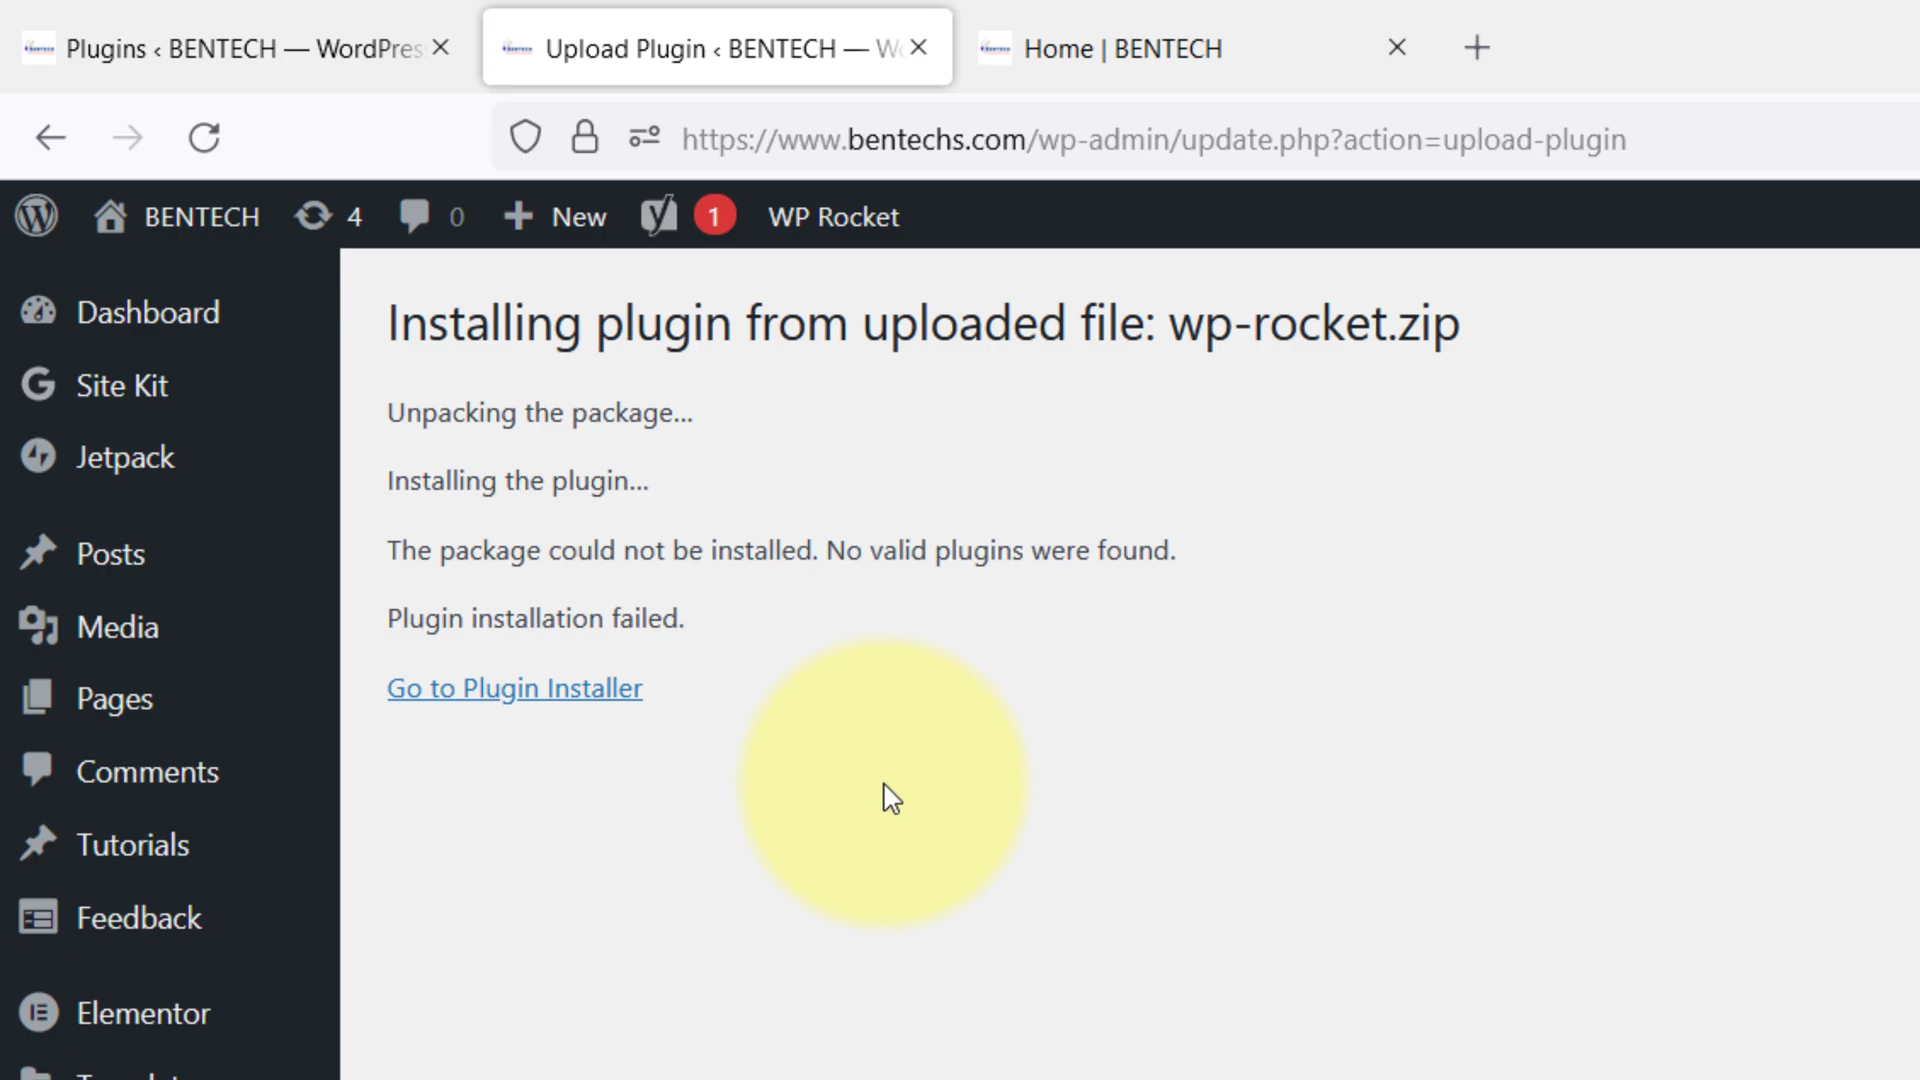 Plugins ‹ BENTECH — WordPres
Upload Plugin ‹ BENTECH — Wo
Home | BENTECH
https://www.bentechs.com/wp-admin/update.php?action=upload-plugin
BENTECH 4 0 New 1 WP Rocket
Dashboard
Site Kit
Jetpack
Posts
Media
Pages
Comments
Tutorials
Feedback
Elementor
Installing plugin from uploaded file: wp-rocket.zip
Unpacking the package...
Installing the plugin...
The package could not be installed. No valid plugins were found.
Plugin installation failed.
Go to Plugin Installer